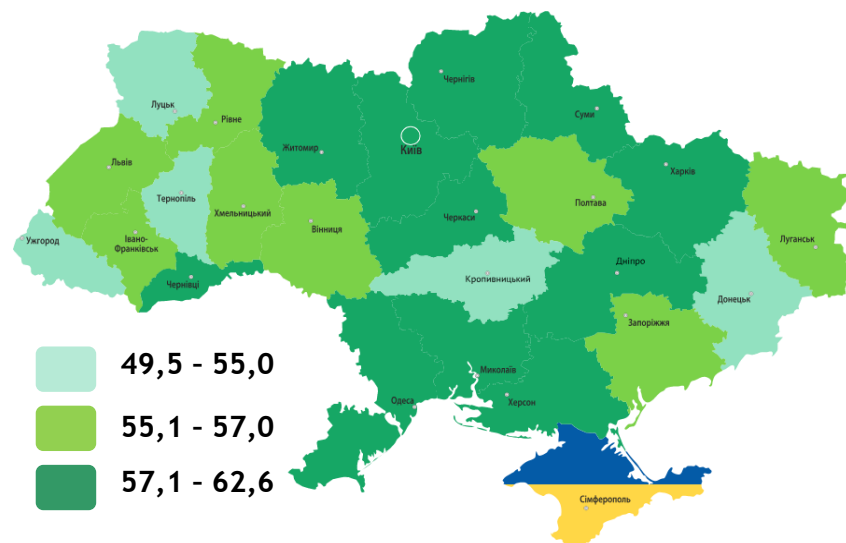 Чернігів
Луцьк
Рівне
Суми
Житомир
Київ
Львів
Харків
Тернопіль
Хмельницький
Черкаси
Полтава
Вінниця
Ужгород
Івано-
Франківськ
Луганськ
Чернівці
Кропивницький
Дніпро
Донецьк
Запоріжжя
Миколаїв
Одеса
Херсон
Сімферополь
49,5 - 55,0
55,1 - 57,0
57,1 - 62,6